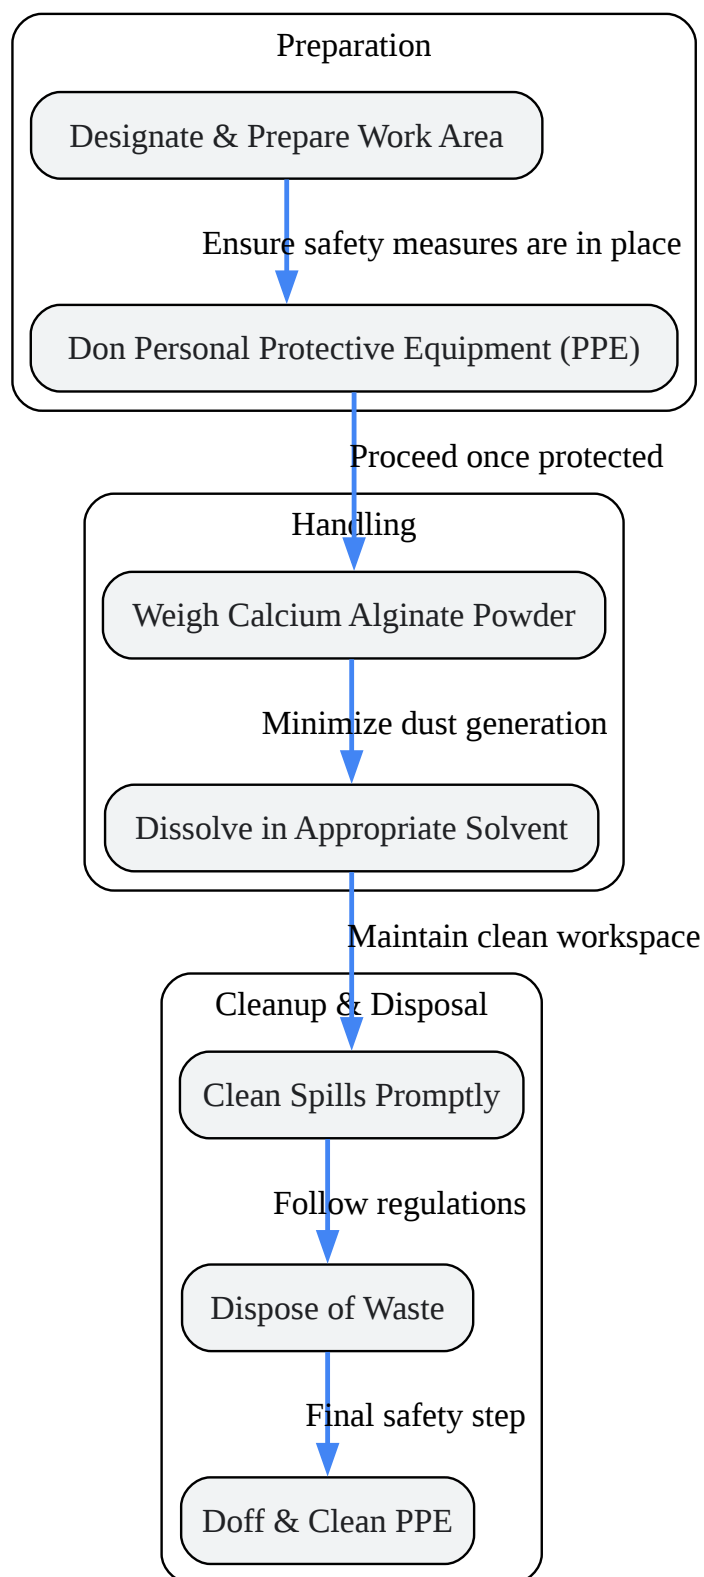 Preparation
Designate & Prepare Work Area
Ensure safety measures are in place
Don Personal Protective Equipment (PPE)
Proceed once protected
Handling
Weigh Calcium Alginate Powder
Minimize dust generation
Dissolve in Appropriate Solvent
Maintain clean workspace
Cleanup & Disposal
Clean Spills Promptly
Follow regulations
Dispose of Waste
Final safety step
Doff & Clean PPE